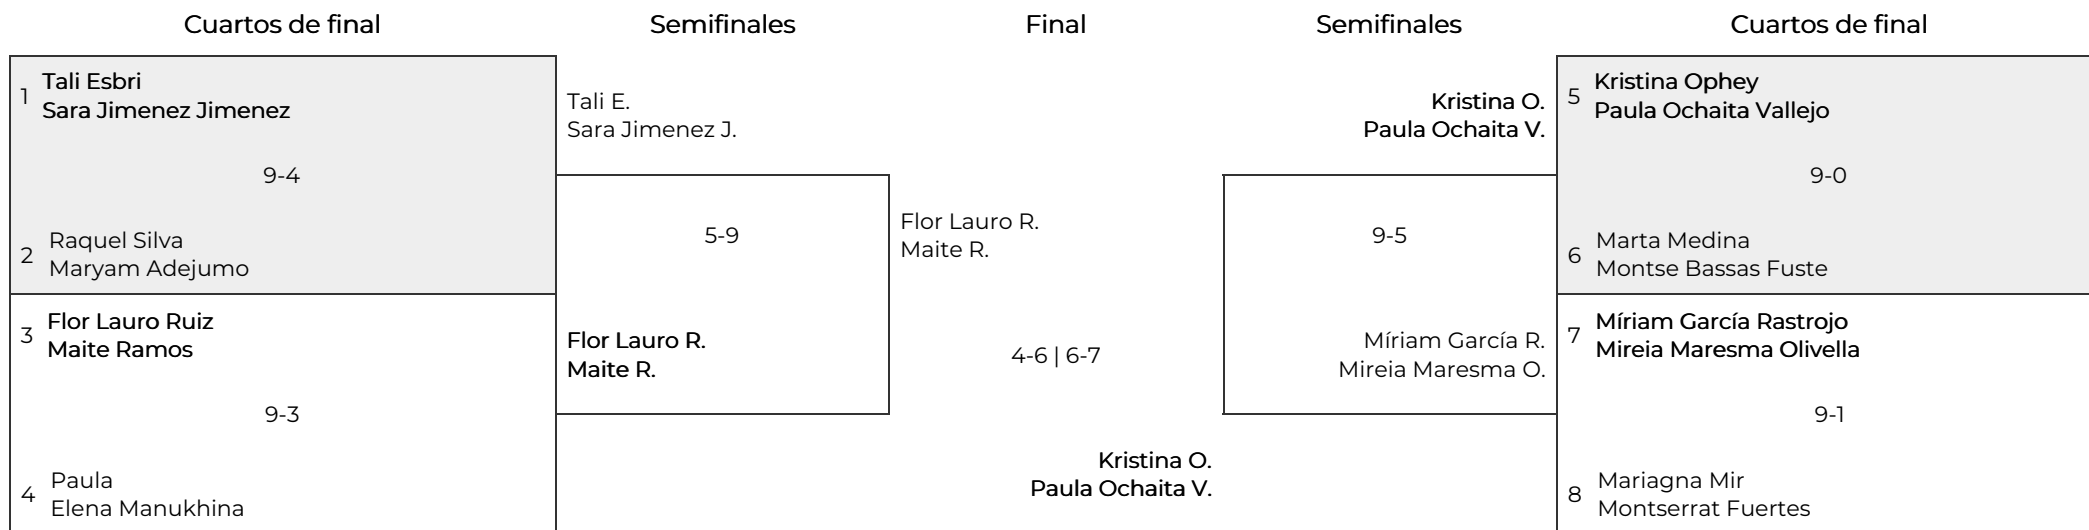 Cuartos de final
Semifinales
Final
Semifinales
Cuartos de final
1
Tali Esbri
Sara Jimenez Jimenez
9-4
2
Raquel Silva
Maryam Adejumo
3
Flor Lauro Ruiz
Maite Ramos
9-3
4
Paula
Elena Manukhina
Tali E.
Sara Jimenez J.
5-9
Flor Lauro R.
Maite R.
Flor Lauro R.
Maite R.
4-6 | 6-7
Kristina O.
Paula Ochaita V.
Kristina O.
Paula Ochaita V.
9-5
Míriam García R.
Mireia Maresma O.
5
Kristina Ophey
Paula Ochaita Vallejo
9-0
6
Marta Medina
Montse Bassas Fuste
7
Míriam García Rastrojo
Mireia Maresma Olivella
9-1
8
Mariagna Mir
Montserrat Fuertes